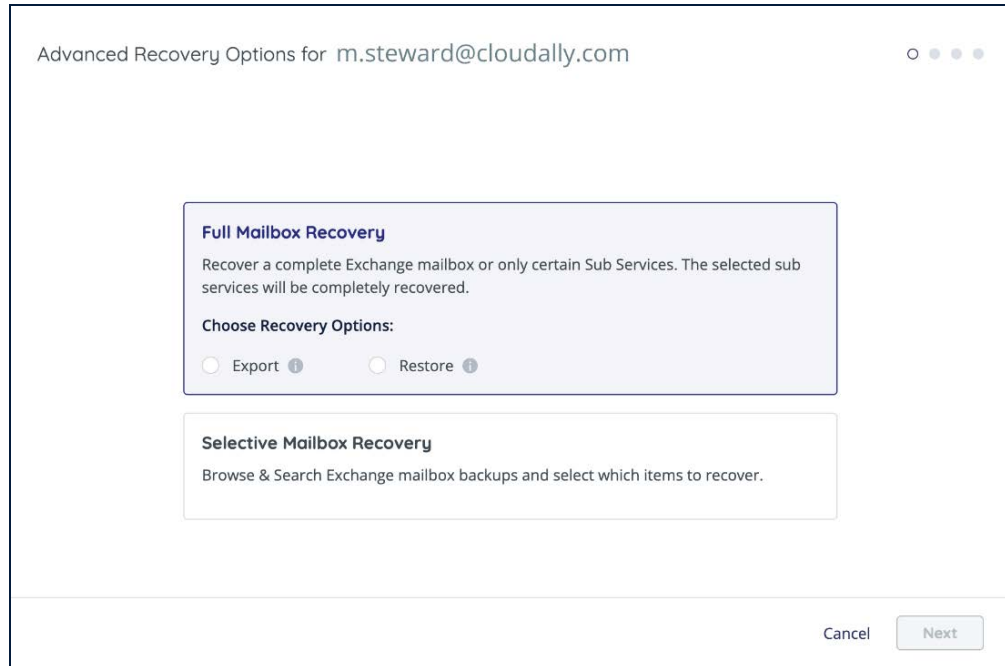 Advanced Recovery Options for m.steward@cloudally.com
Full Mailbox Recovery
Recover a complete Exchange mailbox or only certain Sub Services. The selected sub
services will be completely recovered.
Choose Recovery Options:
Export Restore
Selective Mailbox Recovery
Browse & Search Exchange mailbox backups and select which items to recover.
Cancel Next